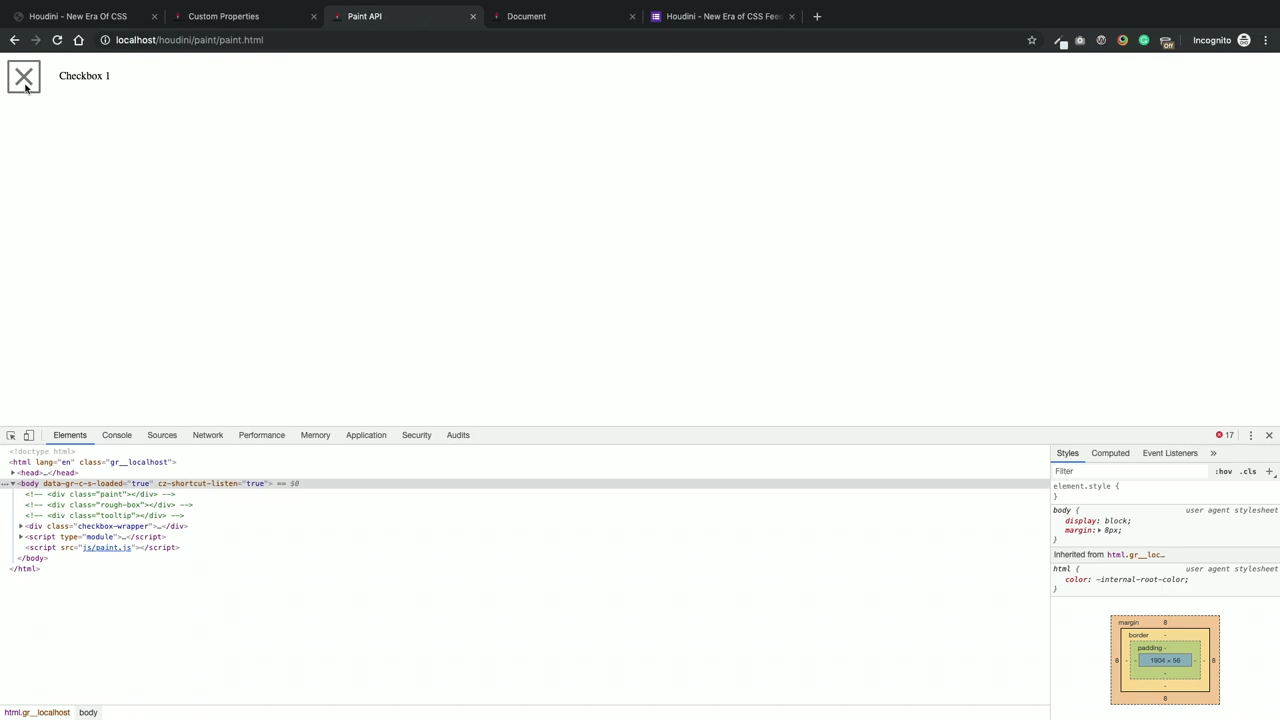 Houdini - New Era Of CSS
Custom Properties
Paint API
Document
Houdini - New Era of CSS Fee
localhost/houdini/paint/paint.html
Off
Incognito
Checkbox 1
Elements
Console
Sources
Network
Performance
Memory
Application
Security
Audits
17
<!doctype html>
<html lang="en" class="gr__localhost">
<head>…</head>
<body data-gr-c-s-loaded="true" cz-shortcut-listen="true"> == $0
<!-- <div class="paint"></div> -->
<!-- <div class="rough-box"></div> -->
<!-- <div class="tooltip"></div> -->
<div class="checkbox-wrapper">…</div>
<script type="module">…</script>
<script src="js/paint.js"></script>
</body>
</html>
Styles
Computed
Event Listeners
Filter
:hov
.cls
element.style {
}
body {
user agent stylesheet
display: block;
margin: 8px;
}
Inherited from html.gr__loc…
html {
user agent stylesheet
color: -internal-root-color;
}
margin
8
border
-
padding -
8
-
-
1904 × 56
-
-
8
-
-
8
html.gr__localhost
body